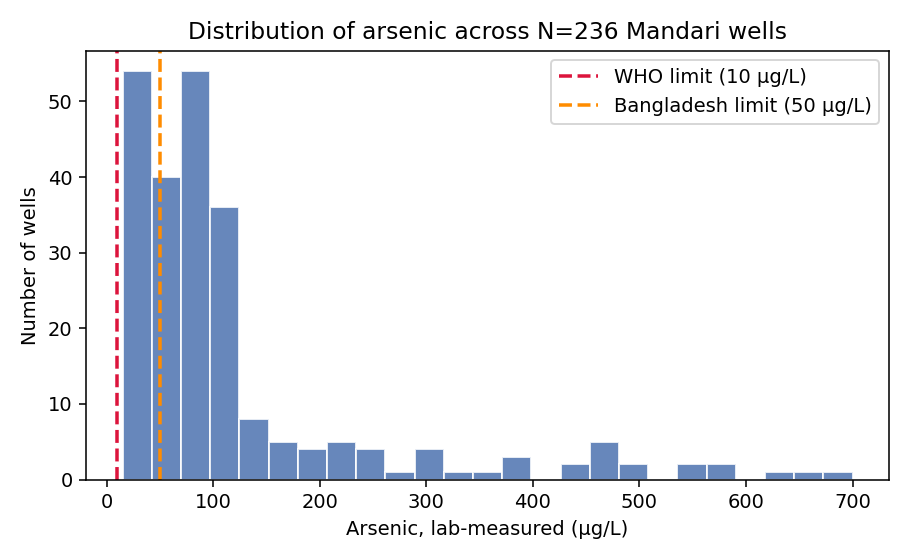 Distribution of arsenic across N=236 Mandari wells
WHO limit (10 µg/L)
Bangladesh limit (50 µg/L)
Number of wells
50
40
30
20
10
0
0 100 200 300 400 500 600 700
Arsenic, lab-measured (µg/L)